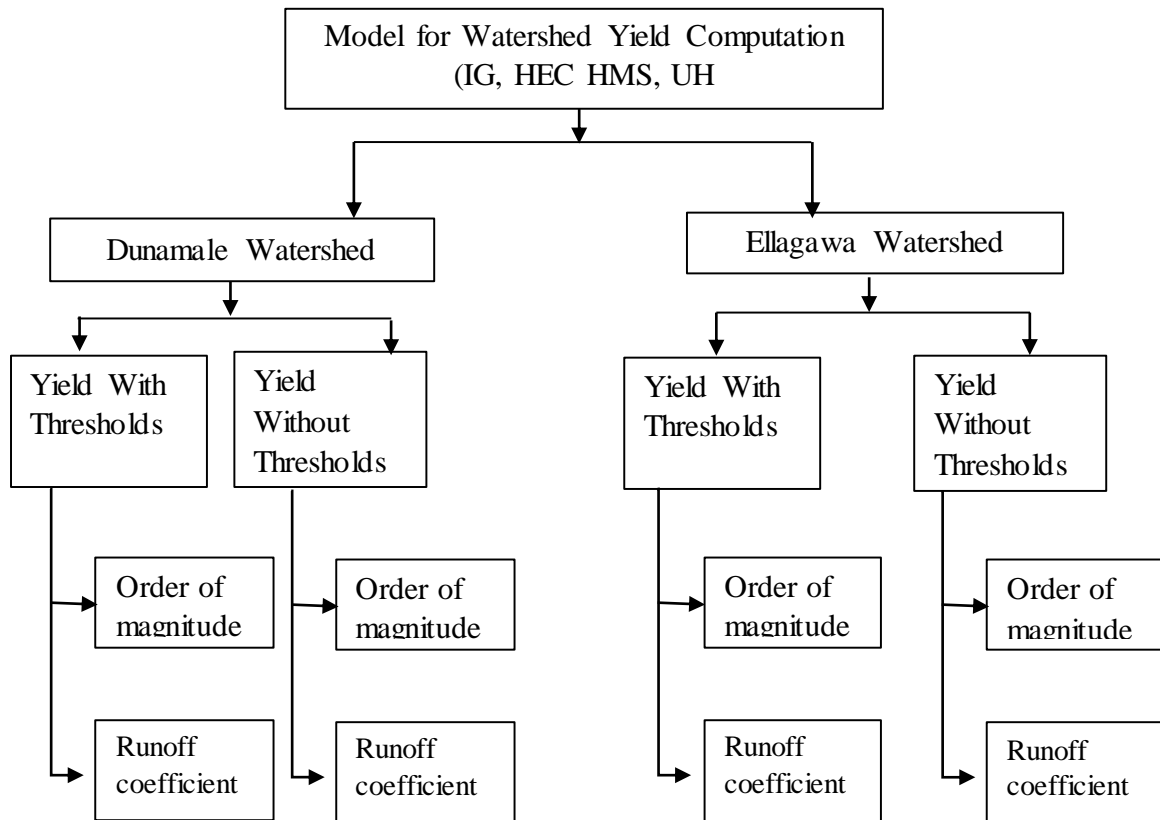 Model for Watershed Yield Computation
(IG, HEC HMS, UH
Dunamale Watershed
Ellagawa Watershed
Yield With
Thresholds
Yield
Without
Thresholds
Yield With
Thresholds
Yield
Without
Thresholds
Order of
magnitude
Order of
magnitude
Order of
magnitude
Order of
magnitude
Runoff
coefficient
Runoff
coefficient
Runoff
coefficient
Runoff
coefficient